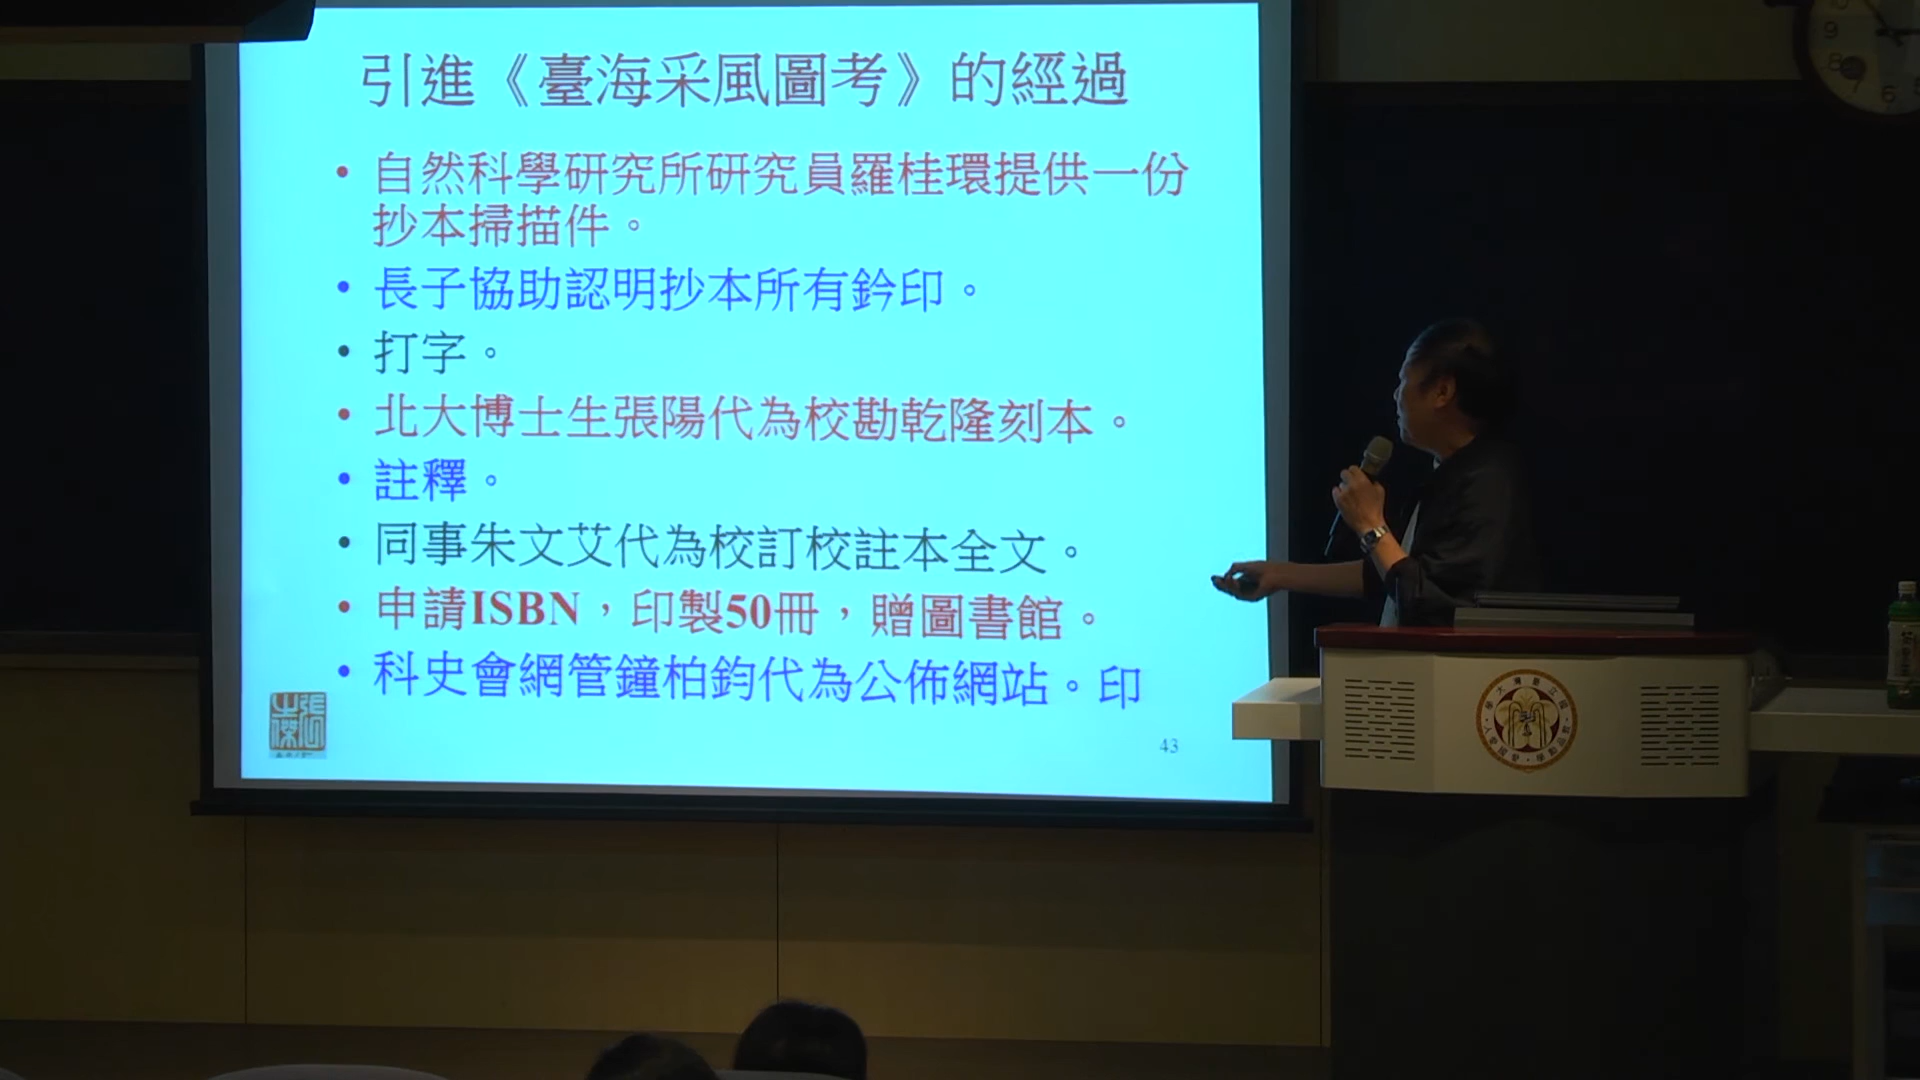 引進《臺海采風圖考》的經過
• 自然科學研究所研究員羅桂環提供一份
抄本掃描件。
• 長子協助認明抄本所有鈐印。
• 打字。
• 北大博士生張陽代為校勘乾隆刻本。
• 註釋。
• 同事朱文艾代為校訂校註本全文。
• 申請ISBN，印製50冊，贈圖書館。
• 科史會網管鐘柏鈞代為公佈網站。印
43